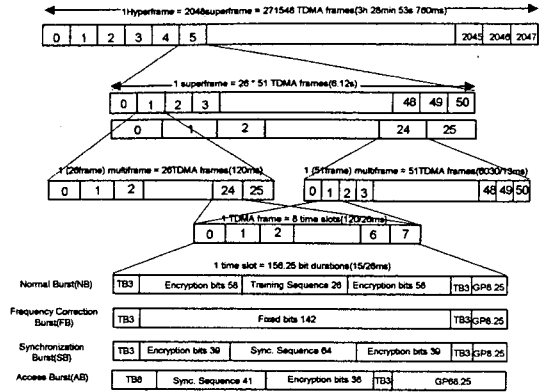 1Hyperframe = 2048superframe = 271548 TDMA frames(3h 28min 53s 760ms)
0 1 2 3 4 5 2045 2046 2047
1 superframe = 26 * 51 TDMA frames(6.12s)
0 1 2 3 48 49 50
0 1 2 24 25
1 (26frame) multiframe = 26TDMA frames(120ms)
1 (51frame) multiframe = 51TDMA frames(6030/13ms)
0 1 2 24 25
0 1 2 3 48 49 50
1 TDMA frame = 8 time slots(120/26ms)
0 1 2 6 7
1 time slot = 156.25 bit durations(15/26ms)
Normal Burst(NB) TB3 Encryption bits 58 Training Sequence 26 Encryption bits 58 TB3 GP8.25
Frequency Correction Burst(FB) TB3 Fixed bits 142 TB3 GP8.25
Synchronization Burst(SB) TB3 Encryption bits 39 Sync. Sequence 64 Encryption bits 39 TB3 GP8.25
Access Burst(AB) TB8 Sync. Sequence 41 Encryption bits 36 TB3 GP68.25